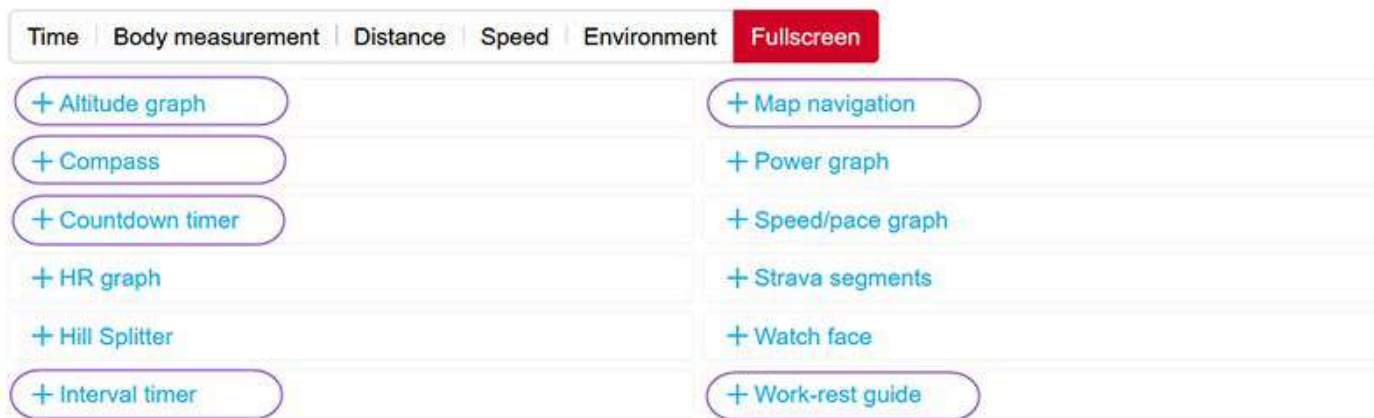 Time Body measurement Distance Speed Environment Fullscreen
+ Altitude graph
+ Map navigation
+ Compass
+ Power graph
+ Countdown timer
+ Speed/pace graph
+ HR graph
+ Strava segments
+ Hill Splitter
+ Watch face
+ Interval timer
+ Work-rest guide